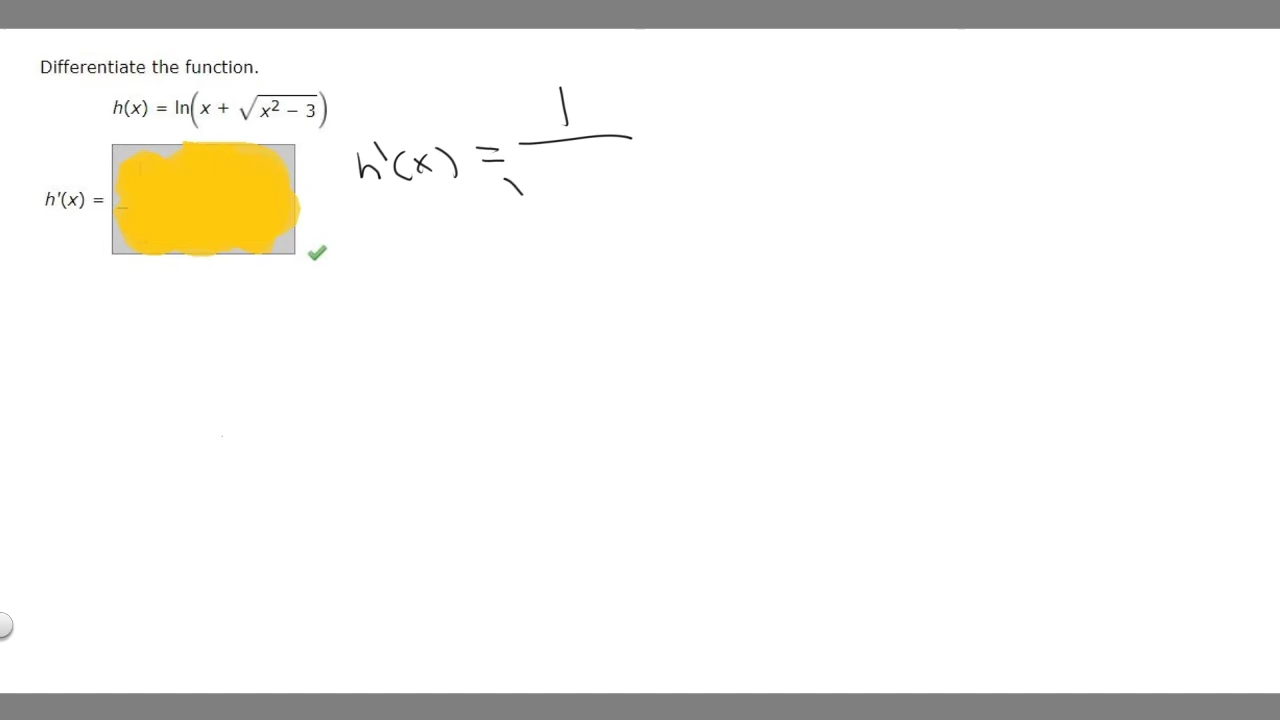 Differentiate the function.
h(x) = ln(x + √(x² − 3))
h'(x) =
h'(x) = 1